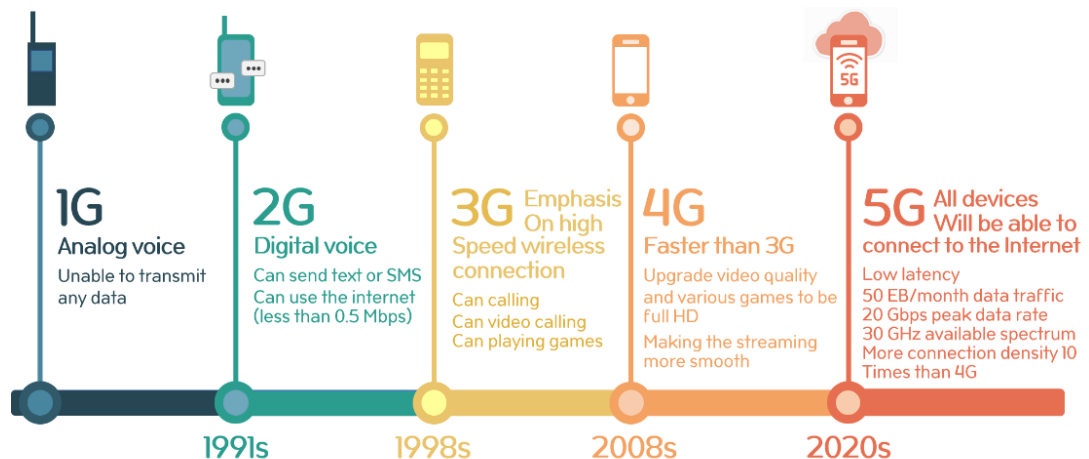 5G
1G
Analog voice
Unable to transmit
any data
2G
Digital voice
Can send text or SMS
Can use the internet
(less than 0.5 Mbps)
3G Emphasis
On high
Speed wireless
connection
Can calling
Can video calling
Can playing games
4G
Faster than 3G
Upgrade video quality
and various games to be
full HD
Making the streaming
more smooth
5G All devices
Will be able to
connect to the Internet
Low latency
50 EB/month data traffic
20 Gbps peak data rate
30 GHz available spectrum
More connection density 10
Times than 4G
1991s
1998s
2008s
2020s